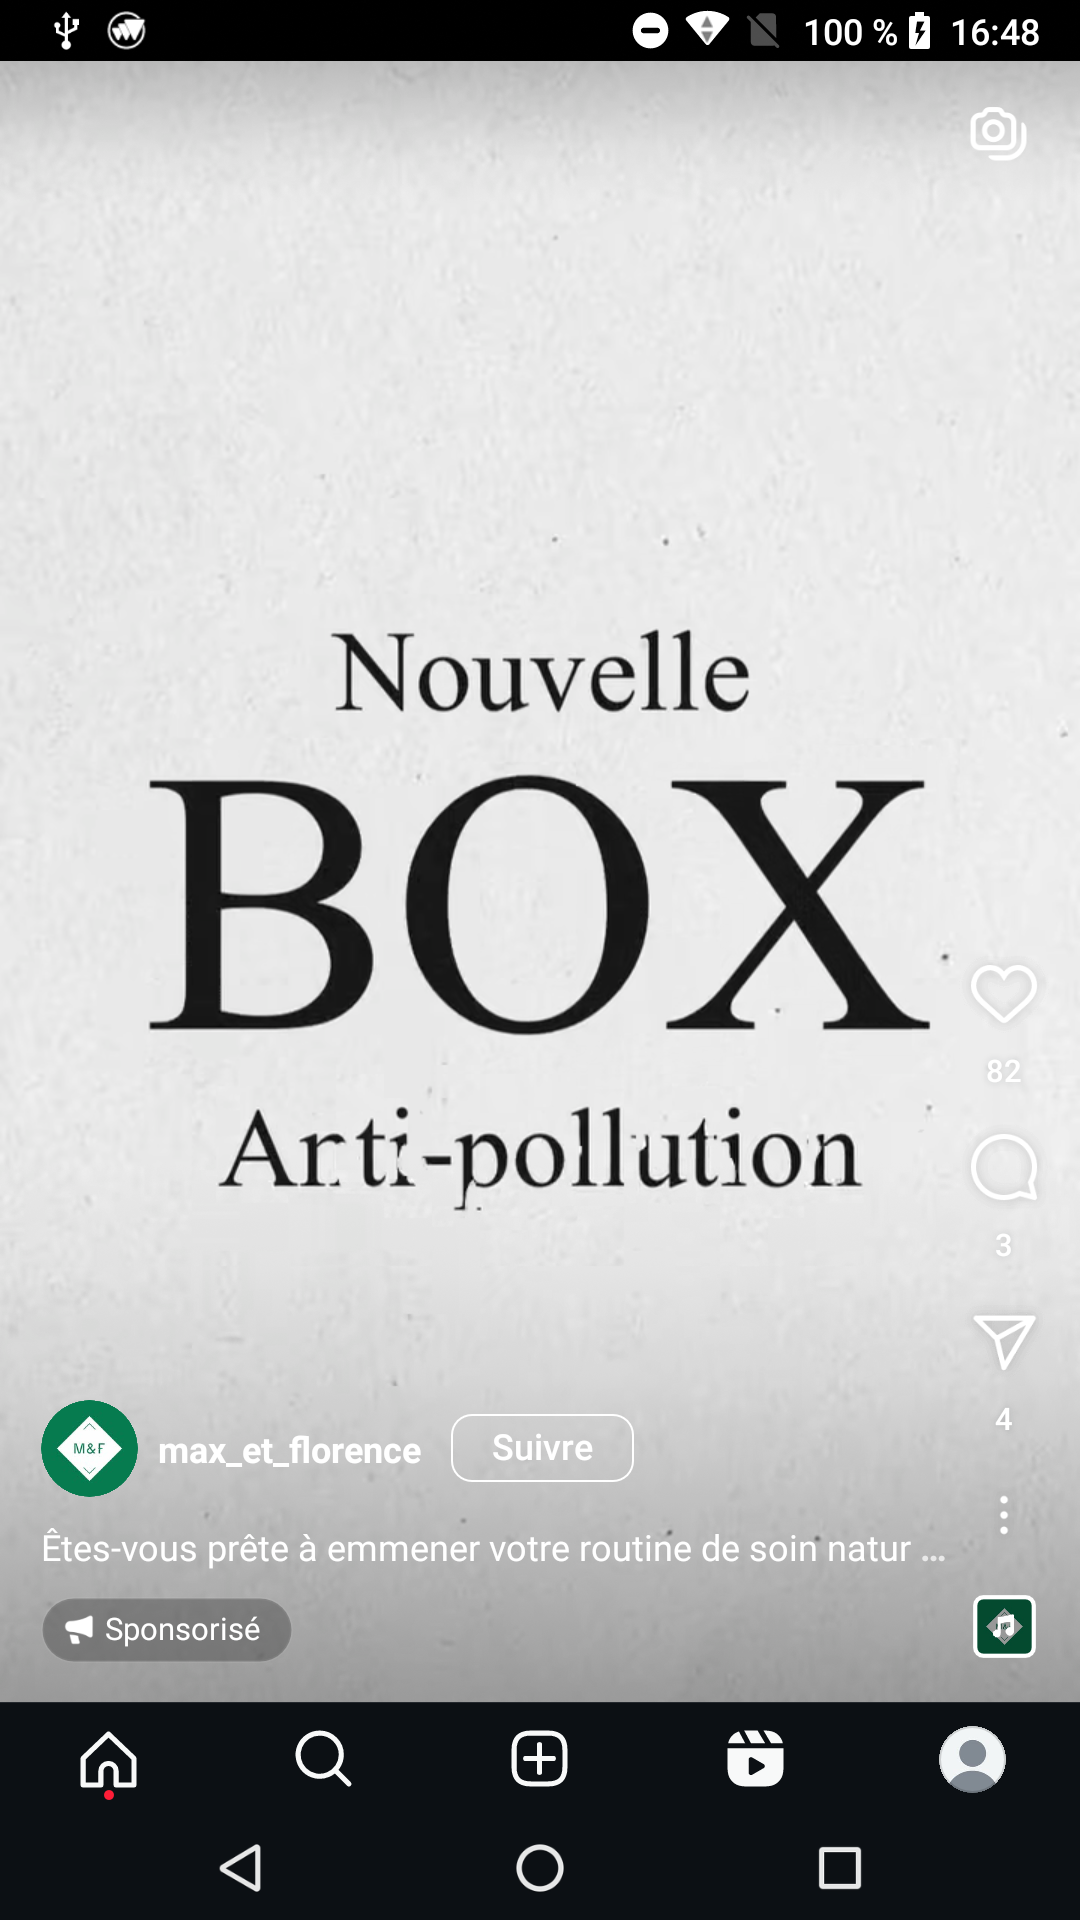 100 % 16:48
Nouvelle
BOX
Anti-pollution
82
3
4
M&F
max_et_florence
Suivre
Êtes-vous prête à emmener votre routine de soin natur ...
Sponsorisé